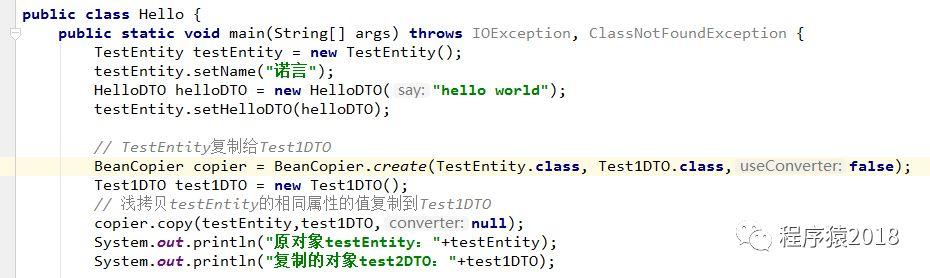 public class Hello {
public static void main(String[] args) throws IOException, ClassNotFoundException {
TestEntity testEntity = new TestEntity();
testEntity.setName("诺言");
HelloDTO helloDTO = new HelloDTO( say: "hello world");
testEntity.setHelloDTO(helloDTO);
// TestEntity复制给Test1DTO
BeanCopier copier = BeanCopier.create(TestEntity.class, Test1DTO.class, useConverter: false);
Test1DTO test1DTO = new Test1DTO();
// 浅拷贝testEntity的相同属性的值复制到Test1DTO
copier.copy(testEntity,test1DTO, converter: null);
System.out.println("原对象testEntity："+testEntity);
System.out.println("复制的对象test2DTO："+test1DTO);
程序猿2018